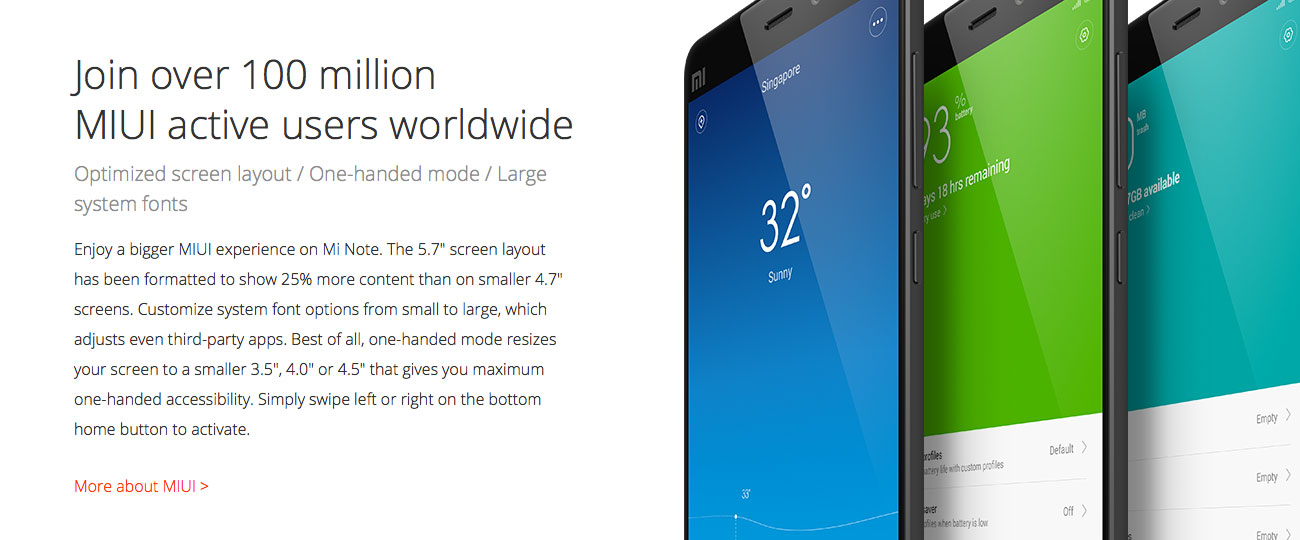 Join over 100 million
MIUI active users worldwide
Optimized screen layout / One-handed mode / Large
system fonts
Enjoy a bigger MIUI experience on Mi Note. The 5.7" screen layout
has been formatted to show 25% more content than on smaller 4.7"
screens. Customize system font options from small to large, which
adjusts even third-party apps. Best of all, one-handed mode resizes
your screen to a smaller 3.5", 4.0" or 4.5" that gives you maximum
one-handed accessibility. Simply swipe left or right on the bottom
home button to activate.
More about MIUI >
mi
Singapore
32°
Sunny
33°
93 %
battery
18 hrs remaining
use >
Default >
battery life with custom profiles
Off >
profiles when battery is low
MB
trash
7GB available
clean >
Empty >
Empty >
Empty